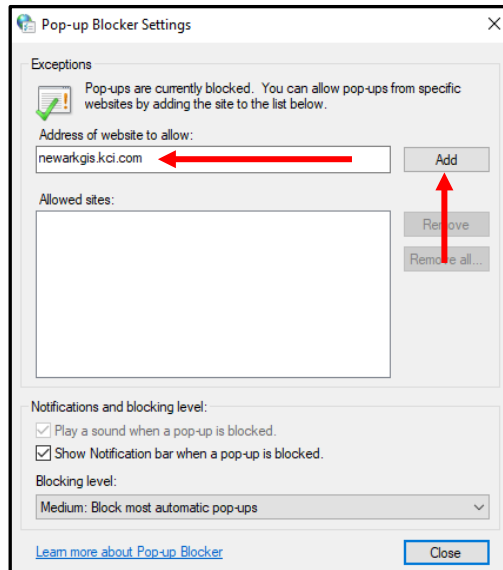 Pop-up Blocker Settings
Exceptions
Pop-ups are currently blocked. You can allow pop-ups from specific
websites by adding the site to the list below.
Address of website to allow:
newarkgis.kci.com
Add
Allowed sites:
Remove
Remove all...
Notifications and blocking level:
Play a sound when a pop-up is blocked.
Show Notification bar when a pop-up is blocked.
Blocking level:
Medium: Block most automatic pop-ups
Learn more about Pop-up Blocker
Close